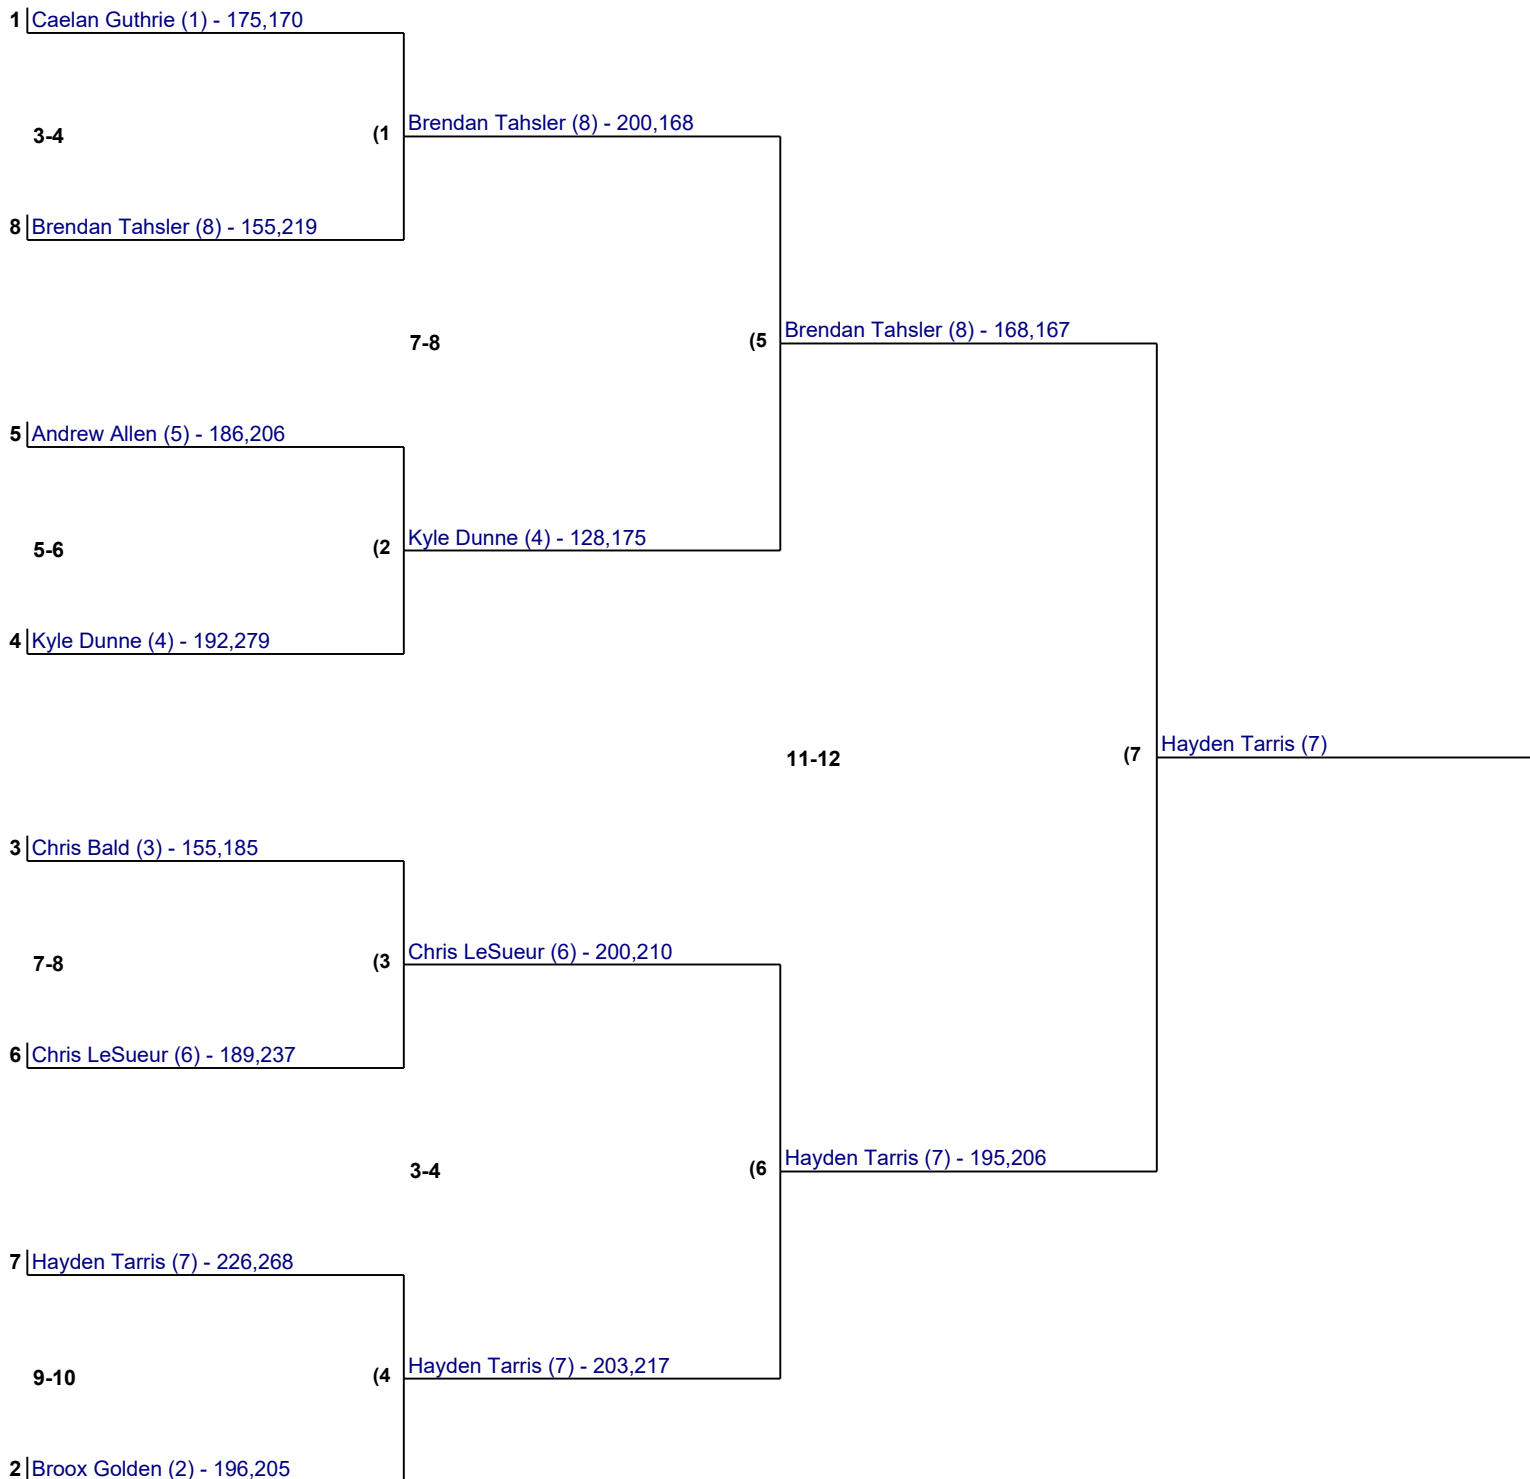 1 Caelan Guthrie (1) - 175,170
3-4 (1 Brendan Tahsler (8) - 200,168
8 Brendan Tahsler (8) - 155,219
7-8 (5 Brendan Tahsler (8) - 168,167
5 Andrew Allen (5) - 186,206
5-6 (2 Kyle Dunne (4) - 128,175
4 Kyle Dunne (4) - 192,279
11-12 (7 Hayden Tarris (7)
3 Chris Bald (3) - 155,185
7-8 (3 Chris LeSueur (6) - 200,210
6 Chris LeSueur (6) - 189,237
3-4 (6 Hayden Tarris (7) - 195,206
7 Hayden Tarris (7) - 226,268
9-10 (4 Hayden Tarris (7) - 203,217
2 Broox Golden (2) - 196,205